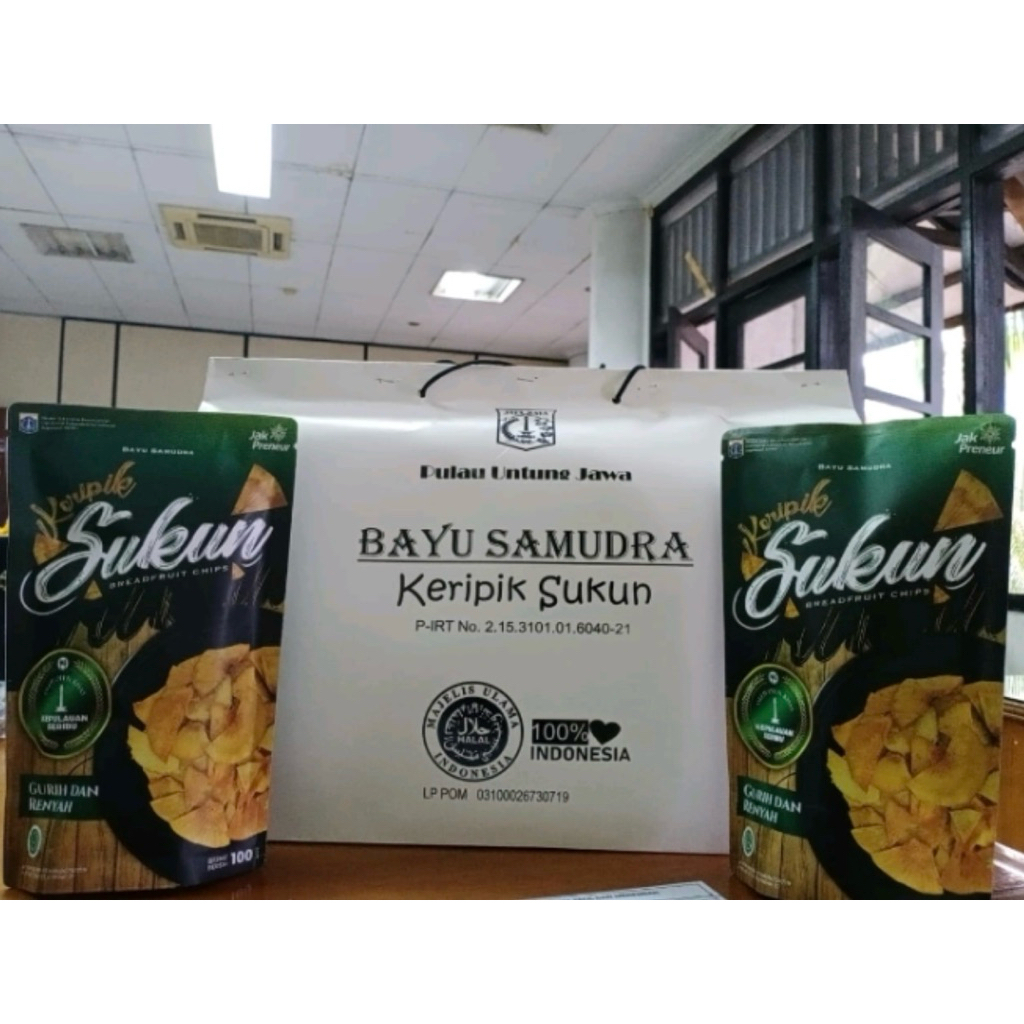 Jak
Preneur
BAYU SAMUDRA
Keripik
Sukun
BREADFRUIT CHIPS
KEPULAUAN
SERIBU
GURIH DAN
RENYAH
100
Pulau Untung Jawa
BAYU SAMUDRA
Keripik Sukun
P-IRT No. 2.15.3101.01.6040-21
MAJELIS ULAMA
حلال
HALAL
INDONESIA
100%
INDONESIA
LP POM 03100026730719
Jak
Preneur
BAYU SAMUDRA
Keripik
Sukun
BREADFRUIT CHIPS
KEPULAUAN
SERIBU
GURIH DAN
RENYAH